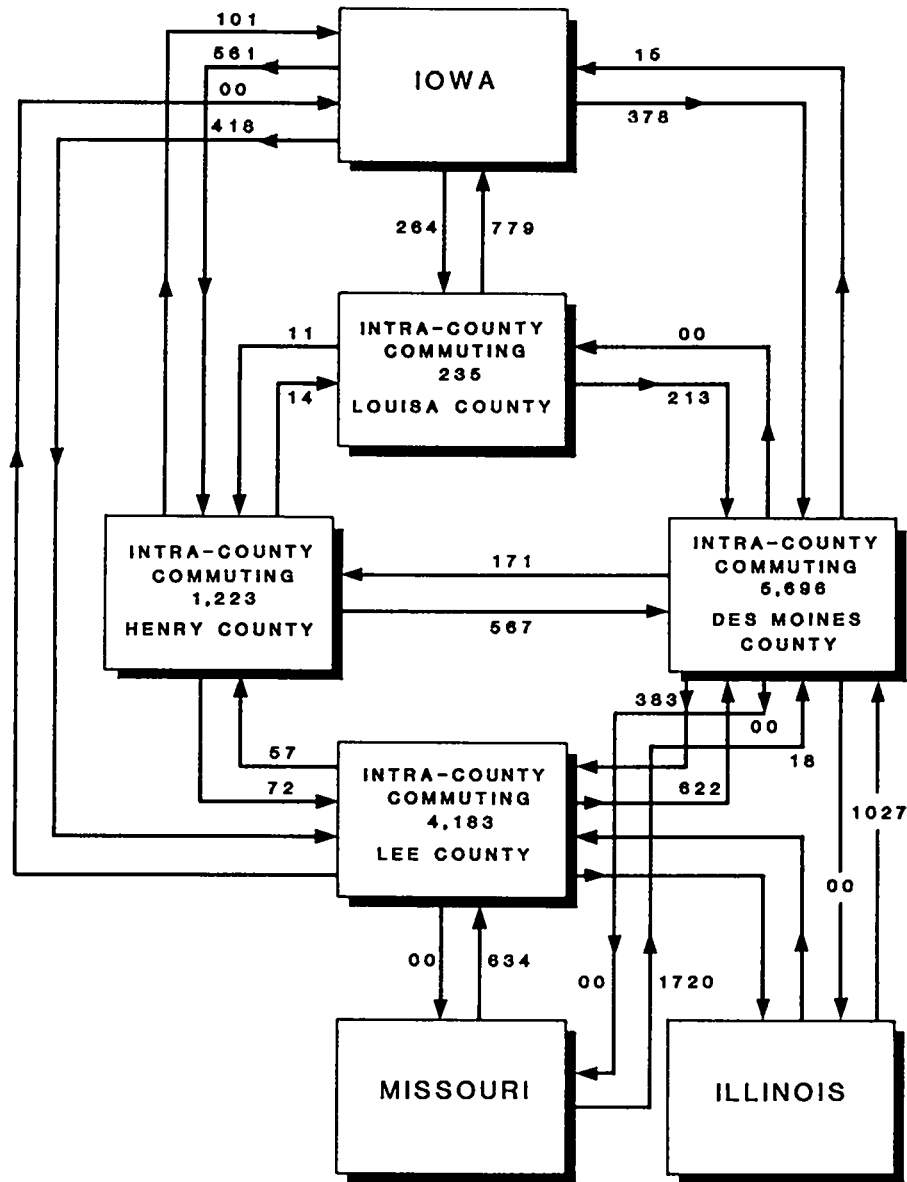 101
561
00
418
IOWA
15
378
264
779
INTRA-COUNTY
COMMUTING
235
LOUISA COUNTY
11
14
00
213
INTRA-COUNTY
COMMUTING
1,223
HENRY COUNTY
171
567
INTRA-COUNTY
COMMUTING
5,696
DES MOINES
COUNTY
383
00
18
57
72
INTRA-COUNTY
COMMUTING
4,183
LEE COUNTY
622
1027
00
00
634
00
1720
MISSOURI
ILLINOIS